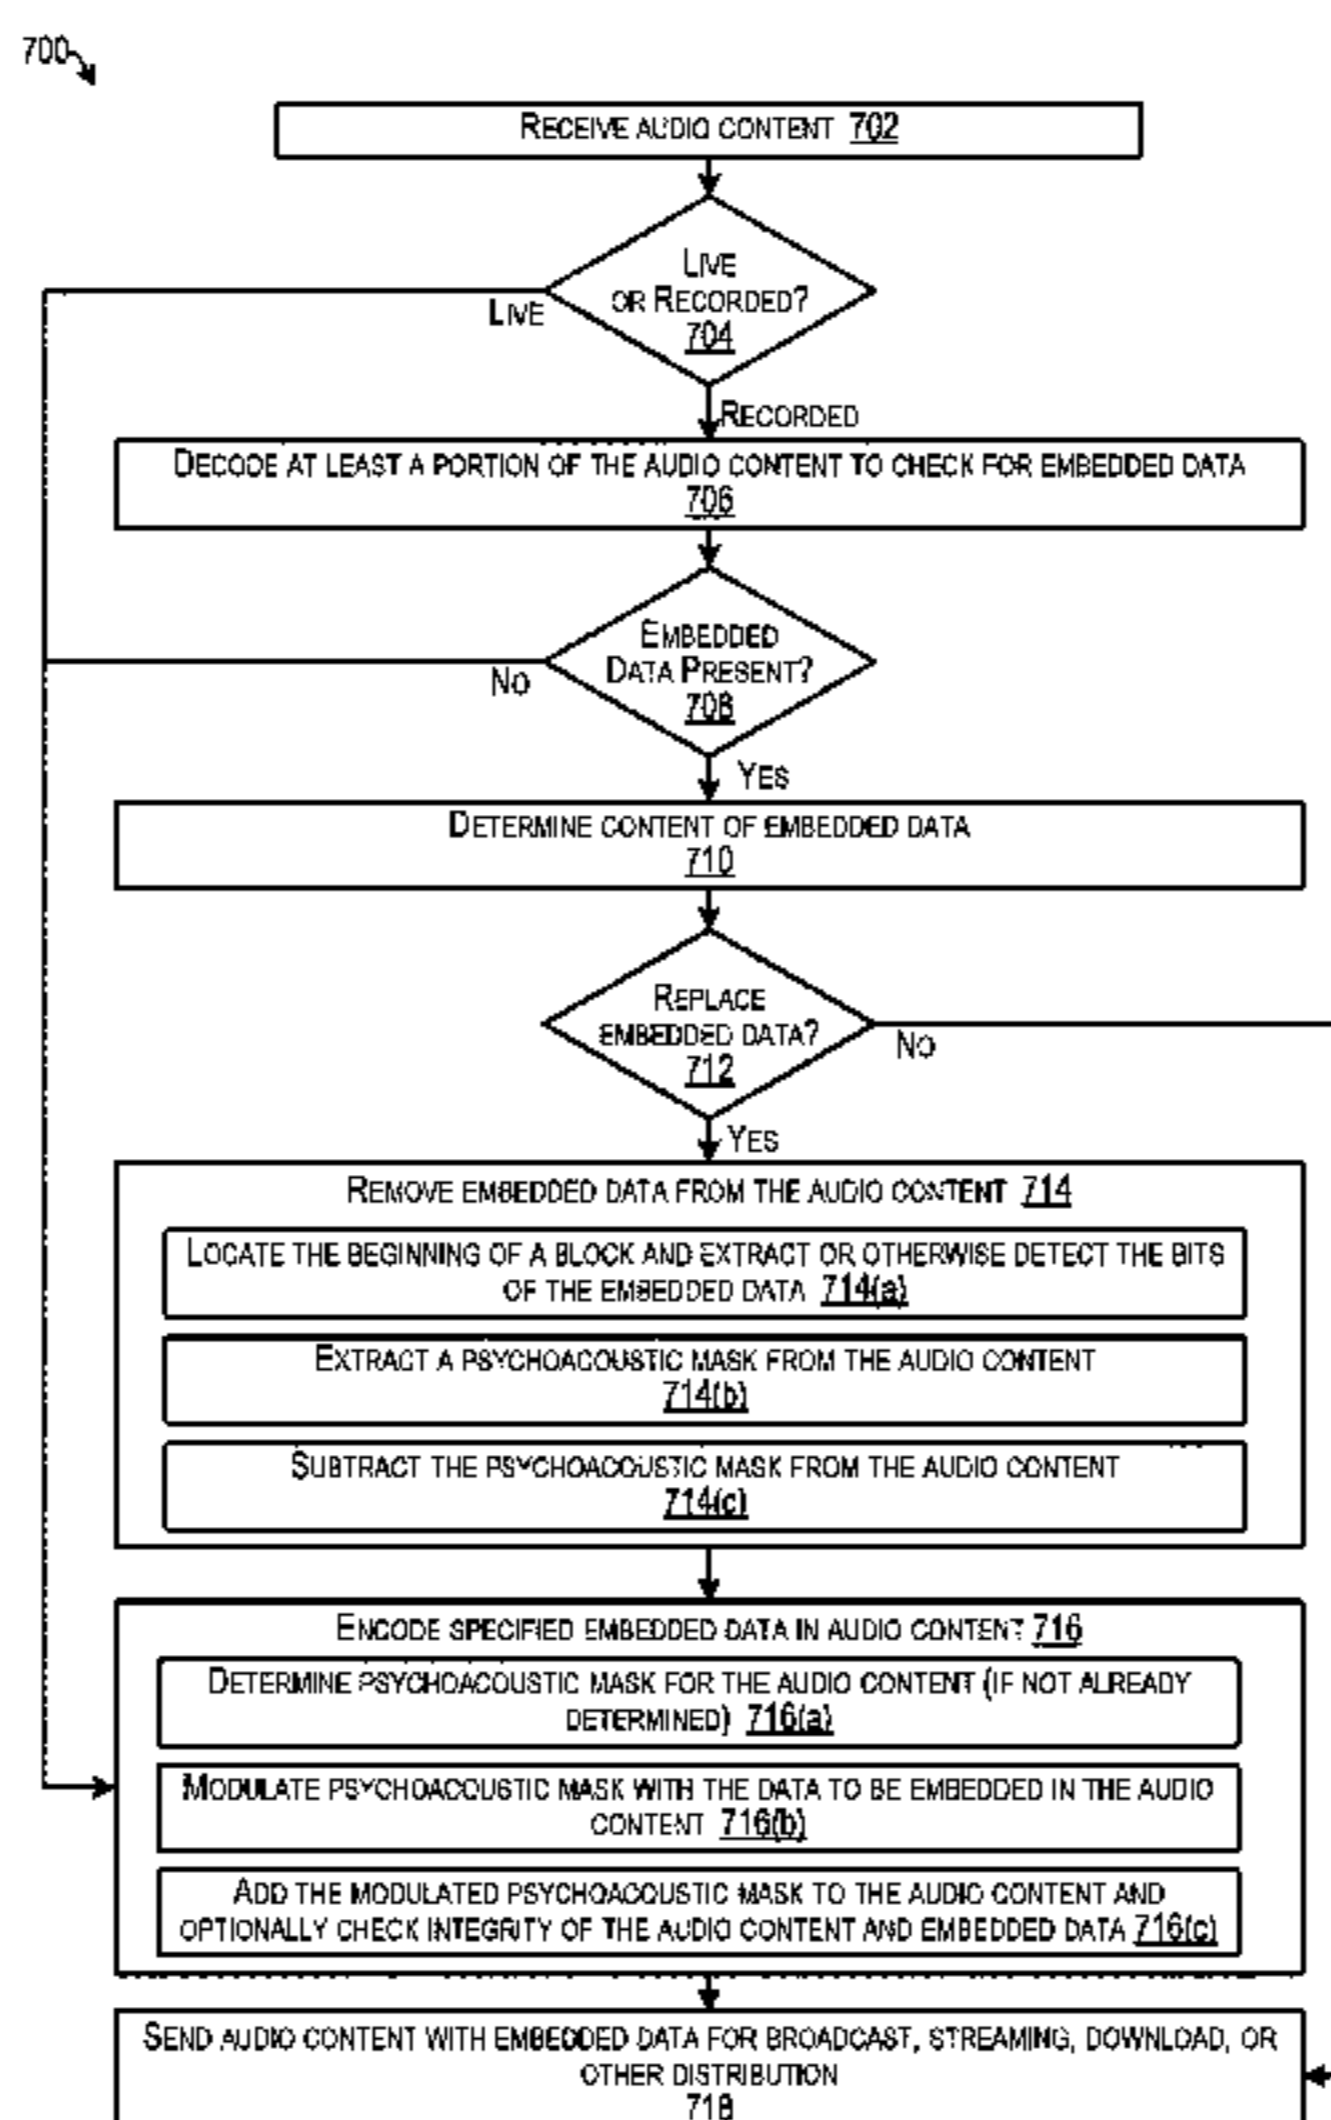 700
RECEIVE AUDIO CONTENT 702
LIVE
OR RECORDED?
704
LIVE
RECORDED
DECODE AT LEAST A PORTION OF THE AUDIO CONTENT TO CHECK FOR EMBEDDED DATA
706
EMBEDDED
DATA PRESENT?
708
NO
YES
DETERMINE CONTENT OF EMBEDDED DATA
710
REPLACE
EMBEDDED DATA?
712
NO
YES
REMOVE EMBEDDED DATA FROM THE AUDIO CONTENT 714
LOCATE THE BEGINNING OF A BLOCK AND EXTRACT OR OTHERWISE DETECT THE BITS
OF THE EMBEDDED DATA 714(a)
EXTRACT A PSYCHOACOUSTIC MASK FROM THE AUDIO CONTENT
714(b)
SUBTRACT THE PSYCHOACOUSTIC MASK FROM THE AUDIO CONTENT
714(c)
ENCODE SPECIFIED EMBEDDED DATA IN AUDIO CONTENT 716
DETERMINE PSYCHOACOUSTIC MASK FOR THE AUDIO CONTENT (IF NOT ALREADY
DETERMINED) 716(a)
MODULATE PSYCHOACOUSTIC MASK WITH THE DATA TO BE EMBEDDED IN THE AUDIO
CONTENT 716(b)
ADD THE MODULATED PSYCHOACOUSTIC MASK TO THE AUDIO CONTENT AND
OPTIONALLY CHECK INTEGRITY OF THE AUDIO CONTENT AND EMBEDDED DATA 716(c)
SEND AUDIO CONTENT WITH EMBEDDED DATA FOR BROADCAST, STREAMING, DOWNLOAD, OR
OTHER DISTRIBUTION
718